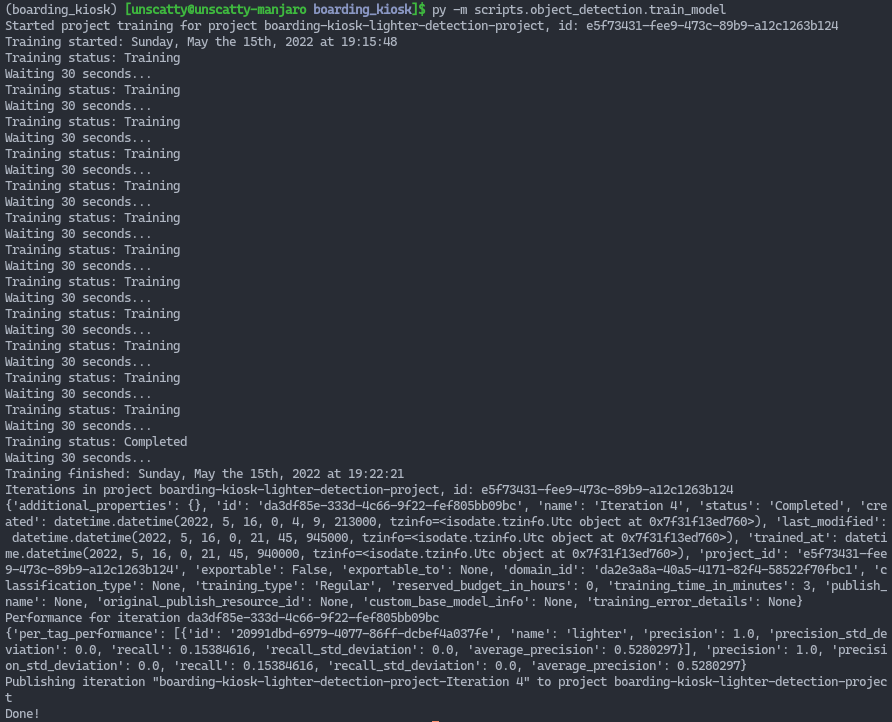 (boarding_kiosk) [unscatty@unscatty-manjaro boarding_kiosk]$ py -m scripts.object_detection.train_model
Started project training for project boarding-kiosk-lighter-detection-project, id: e5f73431-fee9-473c-89b9-a12c1263b124
Training started: Sunday, May the 15th, 2022 at 19:15:48
Training status: Training
Waiting 30 seconds...
Training status: Training
Waiting 30 seconds...
Training status: Training
Waiting 30 seconds...
Training status: Training
Waiting 30 seconds...
Training status: Training
Waiting 30 seconds...
Training status: Training
Waiting 30 seconds...
Training status: Training
Waiting 30 seconds...
Training status: Training
Waiting 30 seconds...
Training status: Training
Waiting 30 seconds...
Training status: Training
Waiting 30 seconds...
Training status: Training
Waiting 30 seconds...
Training status: Training
Waiting 30 seconds...
Training status: Completed
Waiting 30 seconds...
Training finished: Sunday, May the 15th, 2022 at 19:22:21
Iterations in project boarding-kiosk-lighter-detection-project, id: e5f73431-fee9-473c-89b9-a12c1263b124
{'additional_properties': {}, 'id': 'da3df85e-333d-4c66-9f22-fef805bb09bc', 'name': 'Iteration 4', 'status': 'Completed', 'cre
ated': datetime.datetime(2022, 5, 16, 0, 4, 9, 213000, tzinfo=<isodate.tzinfo.Utc object at 0x7f31f13ed760>), 'last_modified':
 datetime.datetime(2022, 5, 16, 0, 21, 45, 945000, tzinfo=<isodate.tzinfo.Utc object at 0x7f31f13ed760>), 'trained_at': dateti
me.datetime(2022, 5, 16, 0, 21, 45, 940000, tzinfo=<isodate.tzinfo.Utc object at 0x7f31f13ed760>), 'project_id': 'e5f73431-fee
9-473c-89b9-a12c1263b124', 'exportable': False, 'exportable_to': None, 'domain_id': 'da2e3a8a-40a5-4171-82f4-58522f70fbc1', 'c
lassification_type': None, 'training_type': 'Regular', 'reserved_budget_in_hours': 0, 'training_time_in_minutes': 3, 'publish_
name': None, 'original_publish_resource_id': None, 'custom_base_model_info': None, 'training_error_details': None}
Performance for iteration da3df85e-333d-4c66-9f22-fef805bb09bc
{'per_tag_performance': [{'id': '20991dbd-6979-4077-86ff-dcbef4a037fe', 'name': 'lighter', 'precision': 1.0, 'precision_std_de
viation': 0.0, 'recall': 0.15384616, 'recall_std_deviation': 0.0, 'average_precision': 0.5280297}], 'precision': 1.0, 'precisi
on_std_deviation': 0.0, 'recall': 0.15384616, 'recall_std_deviation': 0.0, 'average_precision': 0.5280297}
Publishing iteration "boarding-kiosk-lighter-detection-project-Iteration 4" to project boarding-kiosk-lighter-detection-projec
t
Done!